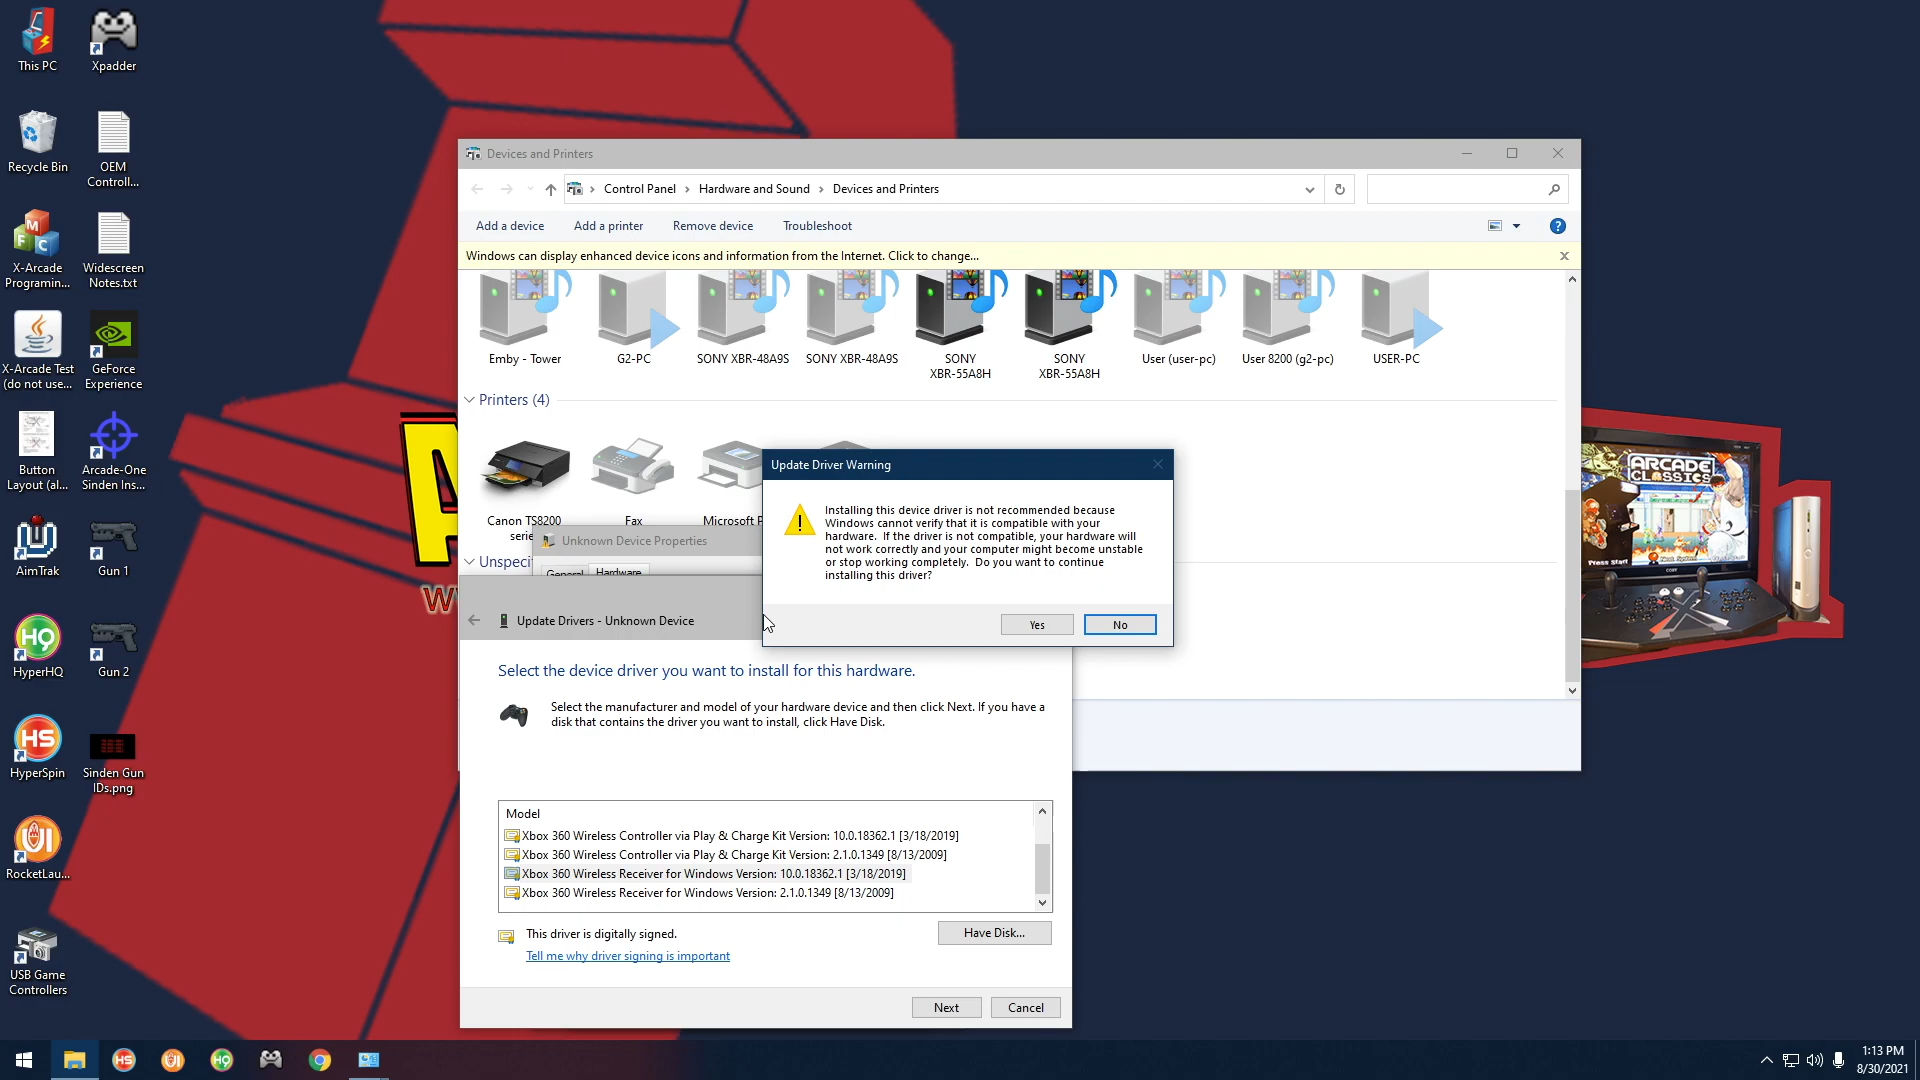 This PC
Xpadder
Recycle Bin
OEM
Controll...
X-Arcade
Programin...
Widescreen
Notes.txt
X-Arcade Test
(do not use...
GeForce
Experience
Button
Layout (al...
Arcade-One
Sinden Ins...
AimTrak
Gun 1
HyperHQ
Gun 2
HyperSpin
Sinden Gun
IDs.png
RocketLau...
USB Game
Controllers
Devices and Printers
Control Panel
Hardware and Sound
Devices and Printers
Add a device
Add a printer
Remove device
Troubleshoot
Windows can display enhanced device icons and information from the Internet. Click to change...
Emby - Tower
G2-PC
SONY XBR-48A9S
SONY XBR-48A9S
SONY
XBR-55A8H
SONY
XBR-55A8H
User (user-pc)
User 8200 (g2-pc)
USER-PC
Printers (4)
Canon TS8200
serie
Fax
Microsoft P
Unspeci
Unknown Device Properties
General
Hardware
Update Driver Warning
Installing this device driver is not recommended because
Windows cannot verify that it is compatible with your
hardware.  If the driver is not compatible, your hardware will
not work correctly and your computer might become unstable
or stop working completely.  Do you want to continue
installing this driver?
Yes
No
Update Drivers - Unknown Device
Select the device driver you want to install for this hardware.
Select the manufacturer and model of your hardware device and then click Next. If you have a
disk that contains the driver you want to install, click Have Disk.
Model
Xbox 360 Wireless Controller via Play & Charge Kit Version: 10.0.18362.1 [3/18/2019]
Xbox 360 Wireless Controller via Play & Charge Kit Version: 2.1.0.1349 [8/13/2009]
Xbox 360 Wireless Receiver for Windows Version: 10.0.18362.1 [3/18/2019]
Xbox 360 Wireless Receiver for Windows Version: 2.1.0.1349 [8/13/2009]
This driver is digitally signed.
Have Disk...
Tell me why driver signing is important
Next
Cancel
ARCADE
CLASSICS
Press Start
1:13 PM
8/30/2021